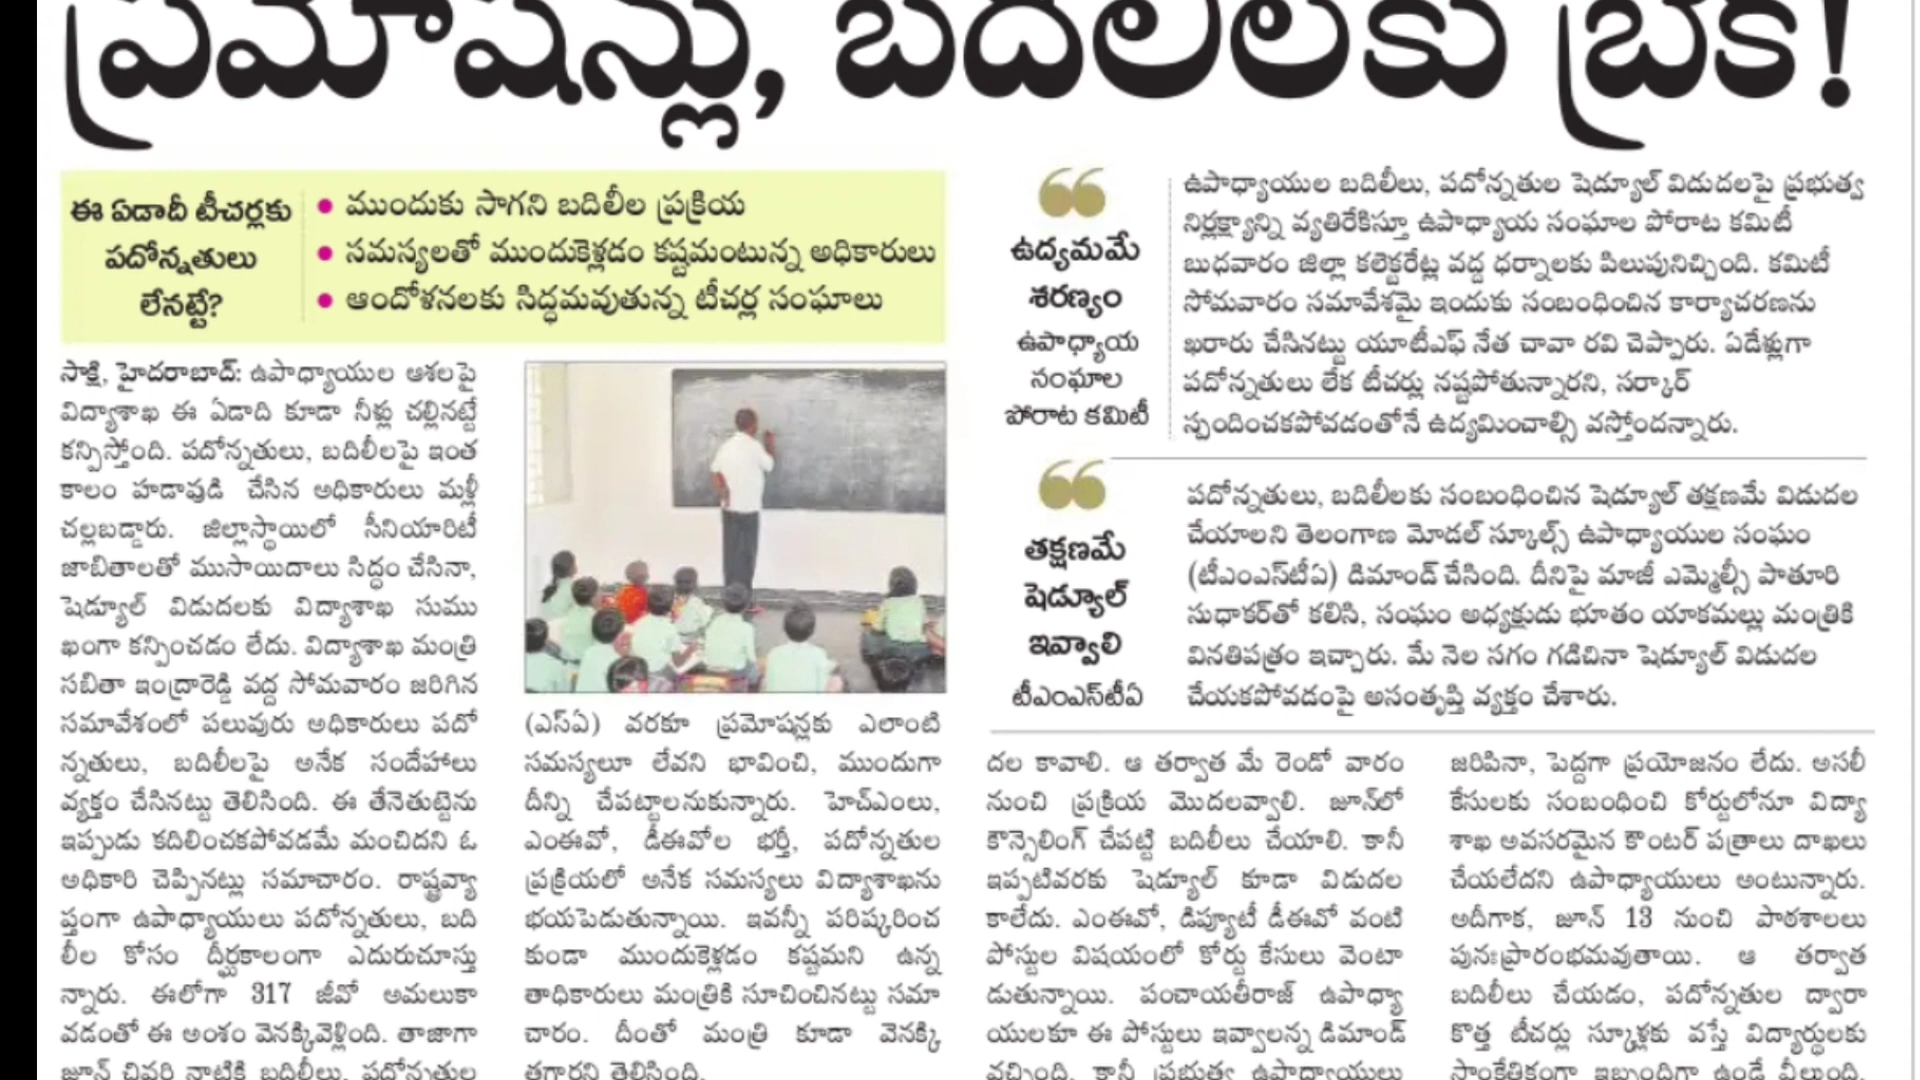 ప్రమోషన్లు, బదిలీలకు బ్రేక్!
ఈ ఏడాదీ టీచర్లకు
పదోన్నతులు
లేనట్టే?
● ముందుకు సాగని బదిలీల ప్రక్రియ
● సమస్యలతో ముందుకెళ్లడం కష్టమంటున్న అధికారులు
● ఆందోళనలకు సిద్ధమవుతున్న టీచర్ల సంఘాలు
సాక్షి, హైదరాబాద్: ఉపాధ్యాయుల ఆశలపై
విద్యాశాఖ ఈ ఏడాది కూడా నీళ్లు చల్లినట్టే
కన్పిస్తోంది. పదోన్నతులు, బదిలీలపై ఇంత
కాలం హడావుడి చేసిన అధికారులు మళ్లీ
చల్లబడ్డారు. జిల్లాస్థాయిలో సీనియారిటీ
జాబితాలతో ముసాయిదాలు సిద్ధం చేసినా,
షెడ్యూల్ విడుదలకు విద్యాశాఖ సుము
ఖంగా కన్పించడం లేదు. విద్యాశాఖ మంత్రి
సబితా ఇంద్రారెడ్డి వద్ద సోమవారం జరిగిన
సమావేశంలో పలువురు అధికారులు పదో
న్నతులు, బదిలీలపై అనేక సందేహాలు
వ్యక్తం చేసినట్టు తెలిసింది. ఈ తేనెతుట్టెను
ఇప్పుడు కదిలించకపోవడమే మంచిదని ఓ
అధికారి చెప్పినట్లు సమాచారం. రాష్ట్రవ్యా
ప్తంగా ఉపాధ్యాయులు పదోన్నతులు, బది
లీల కోసం దీర్ఘకాలంగా ఎదురుచూస్తు
న్నారు. ఈలోగా 317 జీవో అమలుకా
వడంతో ఈ అంశం వెనక్కివెళ్లింది. తాజాగా
జూన్ చివరి నాటికి బదిలీలు, పదోన్నతుల
(ఎస్ఏ) వరకూ ప్రమోషన్లకు ఎలాంటి
సమస్యలూ లేవని భావించి, ముందుగా
దీన్ని చేపట్టాలనుకున్నారు. హెచ్ఎంలు,
ఎంఈవో, డీఈవోల భర్తీ, పదోన్నతుల
ప్రక్రియలో అనేక సమస్యలు విద్యాశాఖను
భయపెడుతున్నాయి. ఇవన్నీ పరిష్కరించ
కుండా ముందుకెళ్లడం కష్టమని ఉన్న
తాధికారులు మంత్రికి సూచించినట్టు సమా
చారం. దీంతో మంత్రి కూడా వెనక్కి
తగ్గారని తెలిసింది.
❝
ఉద్యమమే
శరణ్యం
ఉపాధ్యాయ
సంఘాల
పోరాట కమిటీ
ఉపాధ్యాయుల బదిలీలు, పదోన్నతుల షెడ్యూల్ విడుదలపై ప్రభుత్వ
నిర్లక్ష్యాన్ని వ్యతిరేకిస్తూ ఉపాధ్యాయ సంఘాల పోరాట కమిటీ
బుధవారం జిల్లా కలెక్టరేట్ల వద్ద ధర్నాలకు పిలుపునిచ్చింది. కమిటీ
సోమవారం సమావేశమై ఇందుకు సంబంధించిన కార్యాచరణను
ఖరారు చేసినట్టు యూటీఎఫ్ నేత చావా రవి చెప్పారు. ఏడేళ్లుగా
పదోన్నతులు లేక టీచర్లు నష్టపోతున్నారని, సర్కార్
స్పందించకపోవడంతోనే ఉద్యమించాల్సి వస్తోందన్నారు.
❝
తక్షణమే
షెడ్యూల్
ఇవ్వాలి
టీఎంఎస్‌టీఏ
పదోన్నతులు, బదిలీలకు సంబంధించిన షెడ్యూల్ తక్షణమే విడుదల
చేయాలని తెలంగాణ మోడల్ స్కూల్స్ ఉపాధ్యాయుల సంఘం
(టీఎంఎస్‌టీఏ) డిమాండ్ చేసింది. దీనిపై మాజీ ఎమ్మెల్సీ పాతూరి
సుధాకర్‌తో కలిసి, సంఘం అధ్యక్షుడు భూతం యాకమల్లు మంత్రికి
వినతిపత్రం ఇచ్చారు. మే నెల సగం గడిచినా షెడ్యూల్ విడుదల
చేయకపోవడంపై అసంతృప్తి వ్యక్తం చేశారు.
దల కావాలి. ఆ తర్వాత మే రెండో వారం
నుంచి ప్రక్రియ మొదలవ్వాలి. జూన్‌లో
కౌన్సెలింగ్ చేపట్టి బదిలీలు చేయాలి. కానీ
ఇప్పటివరకు షెడ్యూల్ కూడా విడుదల
కాలేదు. ఎంఈవో, డిప్యూటీ డీఈవో వంటి
పోస్టుల విషయంలో కోర్టు కేసులు వెంటా
డుతున్నాయి. పంచాయతీరాజ్ ఉపాధ్యా
యులకూ ఈ పోస్టులు ఇవ్వాలన్న డిమాండ్
వచ్చింది. కానీ ప్రభుత్వ ఉపాధ్యాయులు
జరిపినా, పెద్దగా ప్రయోజనం లేదు. అసలీ
కేసులకు సంబంధించి కోర్టులోనూ విద్యా
శాఖ అవసరమైన కౌంటర్ పత్రాలు దాఖలు
చేయలేదని ఉపాధ్యాయులు అంటున్నారు.
అదీగాక, జూన్ 13 నుంచి పాఠశాలలు
పునఃప్రారంభమవుతాయి. ఆ తర్వాత
బదిలీలు చేయడం, పదోన్నతుల ద్వారా
కొత్త టీచర్లు స్కూళ్లకు వస్తే విద్యార్థులకు
సాంకేతికంగా ఇబ్బందిగా ఉండే వీలుంది.